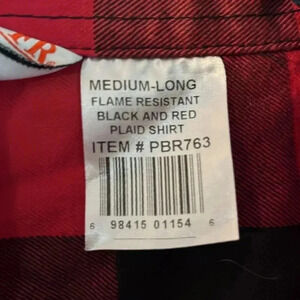 MEDIUM-LONG
FLAME RESISTANT
BLACK AND RED
PLAID SHIRT
ITEM # PBR763
6 98415 01154 6